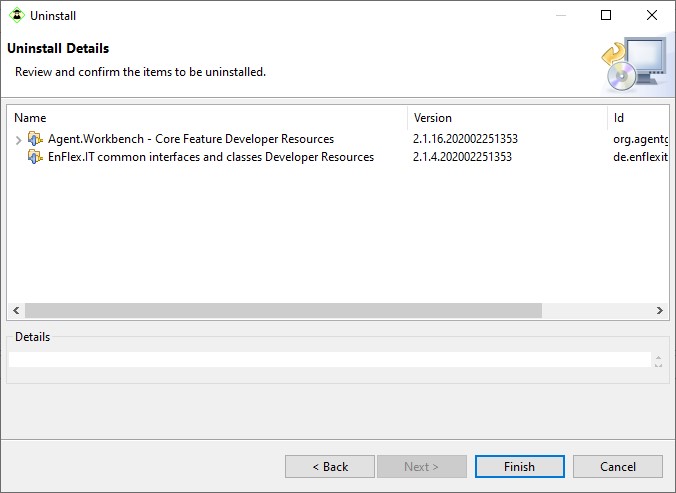 Uninstall
Uninstall Details
Review and confirm the items to be uninstalled.
Name Version Id
Agent.Workbench - Core Feature Developer Resources 2.1.16.202002251353 org.agentg
EnFlex.IT common interfaces and classes Developer Resources 2.1.4.202002251353 de.enflexit
Details
< Back Next > Finish Cancel